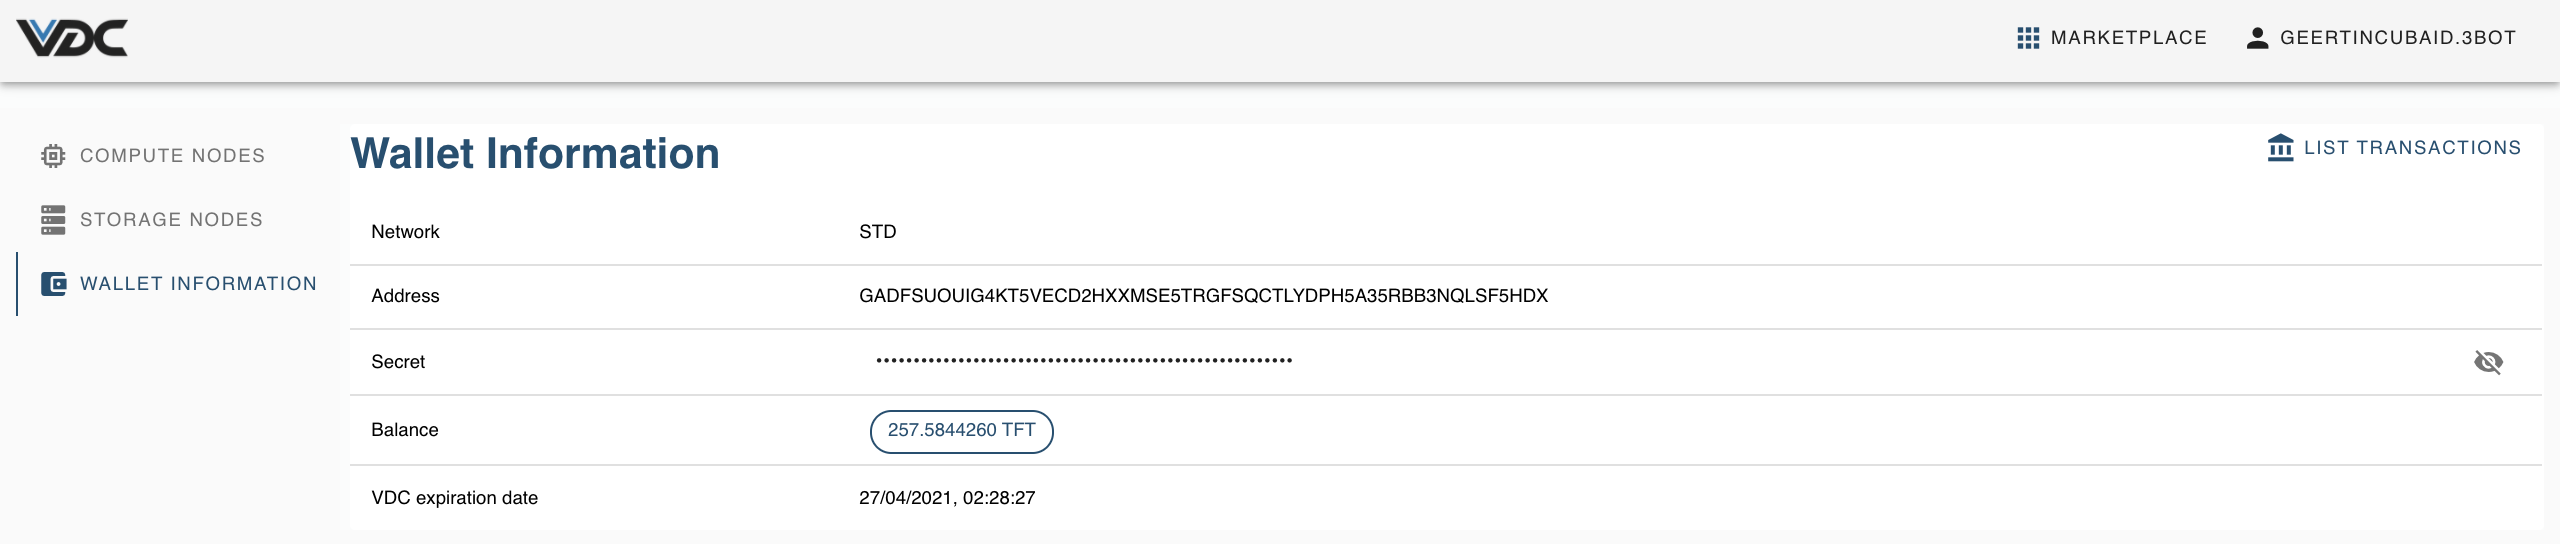 VDC
MARKETPLACE
GEERTINCUBAID.3BOT
COMPUTE NODES
STORAGE NODES
WALLET INFORMATION
Wallet Information
LIST TRANSACTIONS
Network STD
Address GADFSUOUIG4KT5VECD2HXXMSE5TRGFSQCTLYDPH5A35RBB3NQLSF5HDX
Secret ••••••••••••••••••••••••••••••••••••••••••••••••••••••••
Balance 257.5844260 TFT
VDC expiration date 27/04/2021, 02:28:27